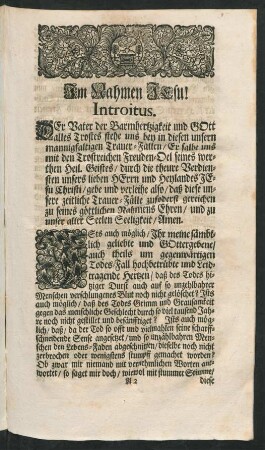 Im Nahmen JEsu!
Introitus.
DEr Vater der Barmhertzigkeit und GOtt
alles Trostes stehe uns bey in diesen unsern
mannigfaltigen Trauer-Fällen; Er salbe uns
mit den Trostreichen Freuden-Oel seines wer-
then Heil. Geistes, durch die theure Verdien-
sten unsers lieben HErrn und Heylandes JE-
su Christi, gebe und verleihe also, daß diese un-
sere zeitliche Trauer-Fälle zuförderst gereichen
zu seines göttlichen Nahmens Ehren, und zu
unser aller Seelen Seeligkeit, Amen.
ISts auch möglich, Ihr meine sämbt-
lich geliebte und GOttergebene,
auch theils um gegenwärtigen
Todes Fall hochbetrübte und Leid-
tragende Hertzen, daß des Todes hi-
ziger Durst auch auf so unzehlbahrer
Menschen verschlungenes Blut noch nicht gelöschet? Ists
auch möglich, daß des Todes Grimm und Grausamkeit
gegen das menschliche Geschlecht durch so viel tausend Jah-
re noch nicht gestillet und besänfftiget? Ists auch mög-
lich, daß, da der Tod so offt und vielmahlen seine scharff-
schneidende Sense angesetzet, und so unzählbahren Men-
schen den Lebens-Faden abgeschnitten, dieselbe noch nicht
zerbrochen oder wenigstens stumpff gemachet worden?
Ob zwar mir niemand mit vernehmlichen Worten ant-
wortet, so saget mir doch, wiewol mit stummer Stimme,
A 2 diese